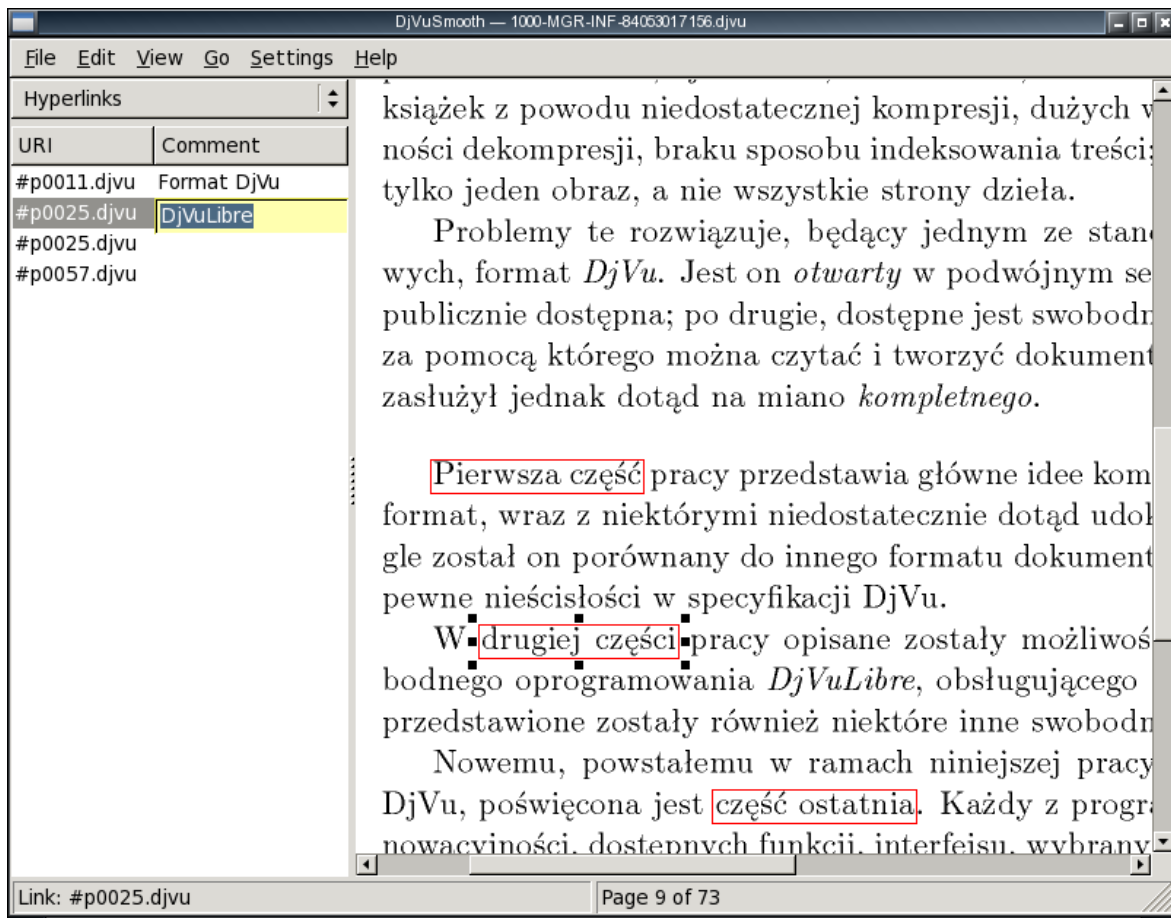 DjVuSmooth — 1000-MGR-INF-84053017156.djvu
File Edit View Go Settings Help
Hyperlinks
URI Comment
#p0011.djvu Format DjVu
#p0025.djvu DjVuLibre
#p0025.djvu
#p0057.djvu
książek z powodu niedostatecznej kompresji, dużych
ności dekompresji, braku sposobu indeksowania treści;
tylko jeden obraz, a nie wszystkie strony dzieła.
Problemy te rozwiązuje, będący jednym ze stan
wych, format DjVu. Jest on otwarty w podwójnym se
publicznie dostępna; po drugie, dostępne jest swobodn
za pomocą którego można czytać i tworzyć dokument
zasłużył jednak dotąd na miano kompletnego.
Pierwsza część pracy przedstawia główne idee kom
format, wraz z niektórymi niedostatecznie dotąd udok
gle został on porównany do innego formatu dokument
pewne nieścisłości w specyfikacji DjVu.
W drugiej części pracy opisane zostały możliwoś
bodnego oprogramowania DjVuLibre, obsługującego
przedstawione zostały również niektóre inne swobodn
Nowemu, powstałemu w ramach niniejszej pracy
DjVu, poświęcona jest część ostatnia. Każdy z progra
nowacyjności, dostępnych funkcji, interfejsu, wybrany
Link: #p0025.djvu Page 9 of 73